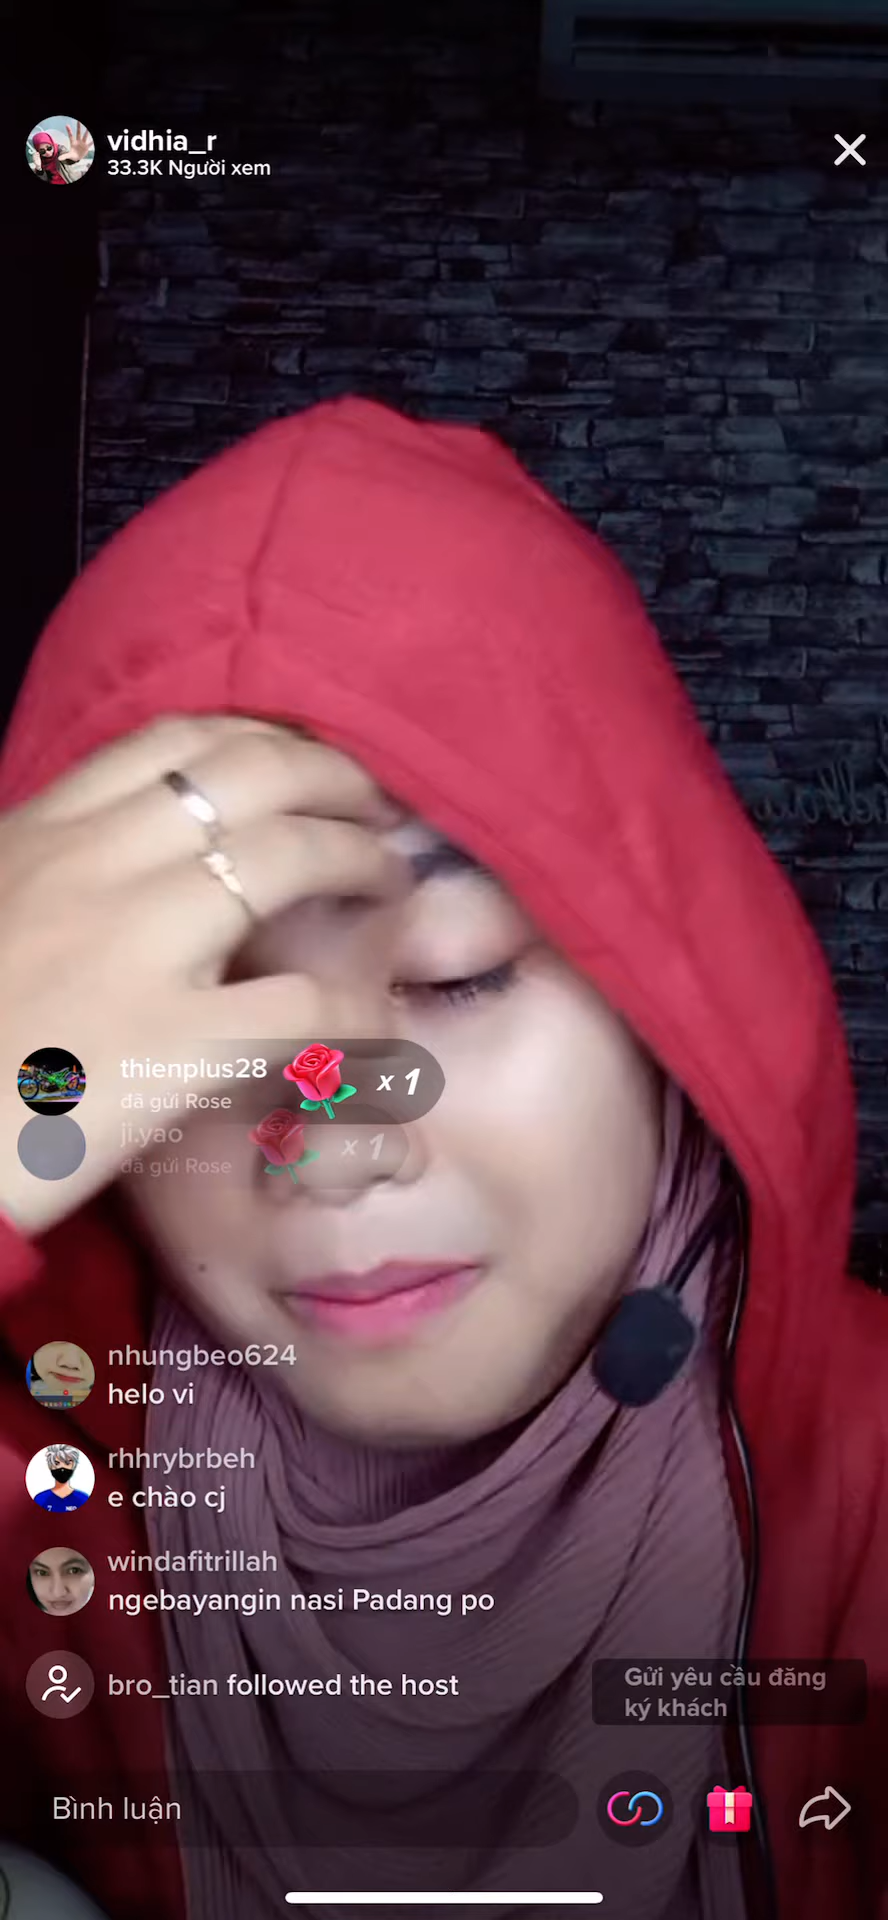 vidhia_r
33.3K Người xem
thienplus28
đã gửi Rose
x 1
ji.yao
đã gửi Rose
x 1
nhungbeo624
helo vi
rhhrybrbeh
e chào cj
windafitrillah
ngebayangin nasi Padang po
bro_tian followed the host
Gửi yêu cầu đăng
ký khách
Bình luận